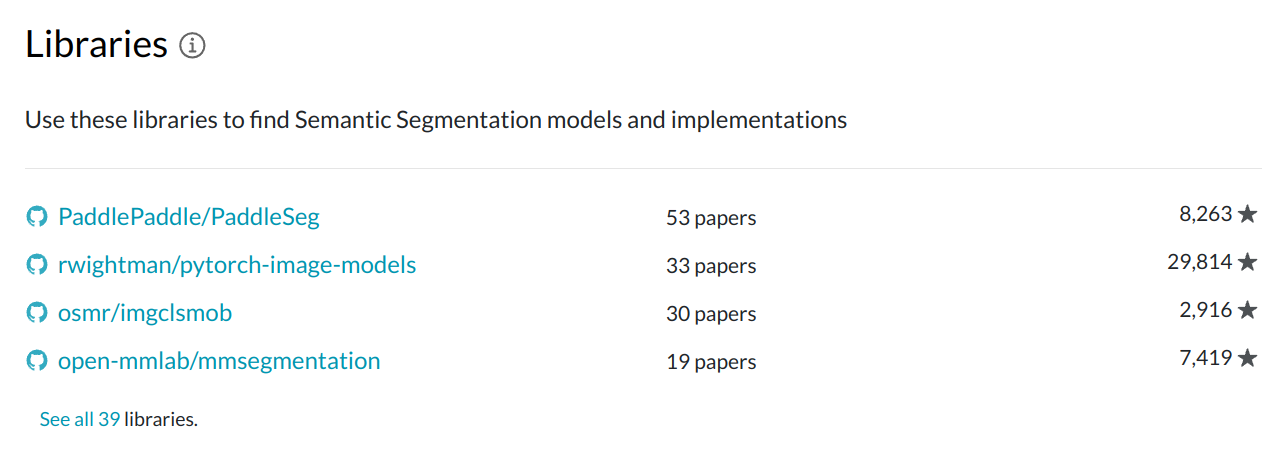 Libraries
Use these libraries to find Semantic Segmentation models and implementations
PaddlePaddle/PaddleSeg 53 papers 8,263 ★
rwightman/pytorch-image-models 33 papers 29,814 ★
osmr/imgclsmob 30 papers 2,916 ★
open-mmlab/mmsegmentation 19 papers 7,419 ★
See all 39 libraries.